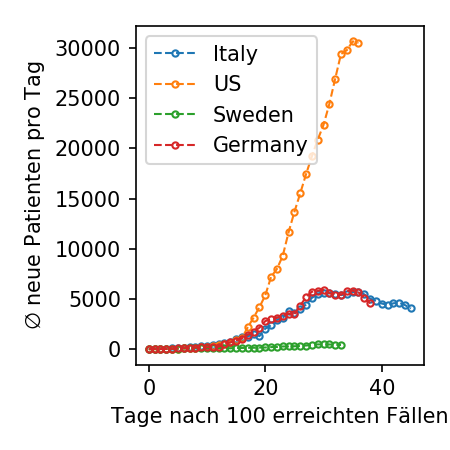 30000
25000
20000
15000
10000
5000
0
∅ neue Patienten pro Tag
Italy
US
Sweden
Germany
0 20 40
Tage nach 100 erreichten Fällen